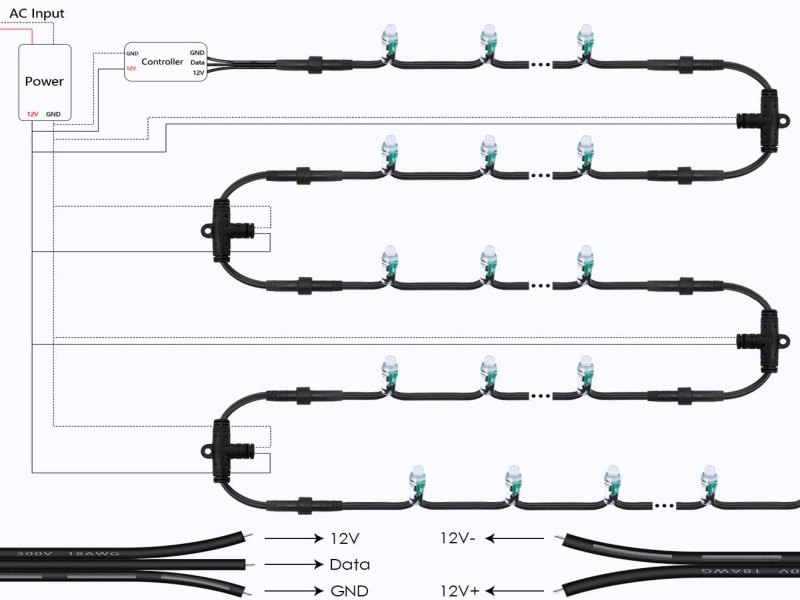 AC Input
Power
12V GND
GND
12V
Controller
GND
Data
12V
300V 18AWG
12V
Data
GND
12V-
12V+
18AWG